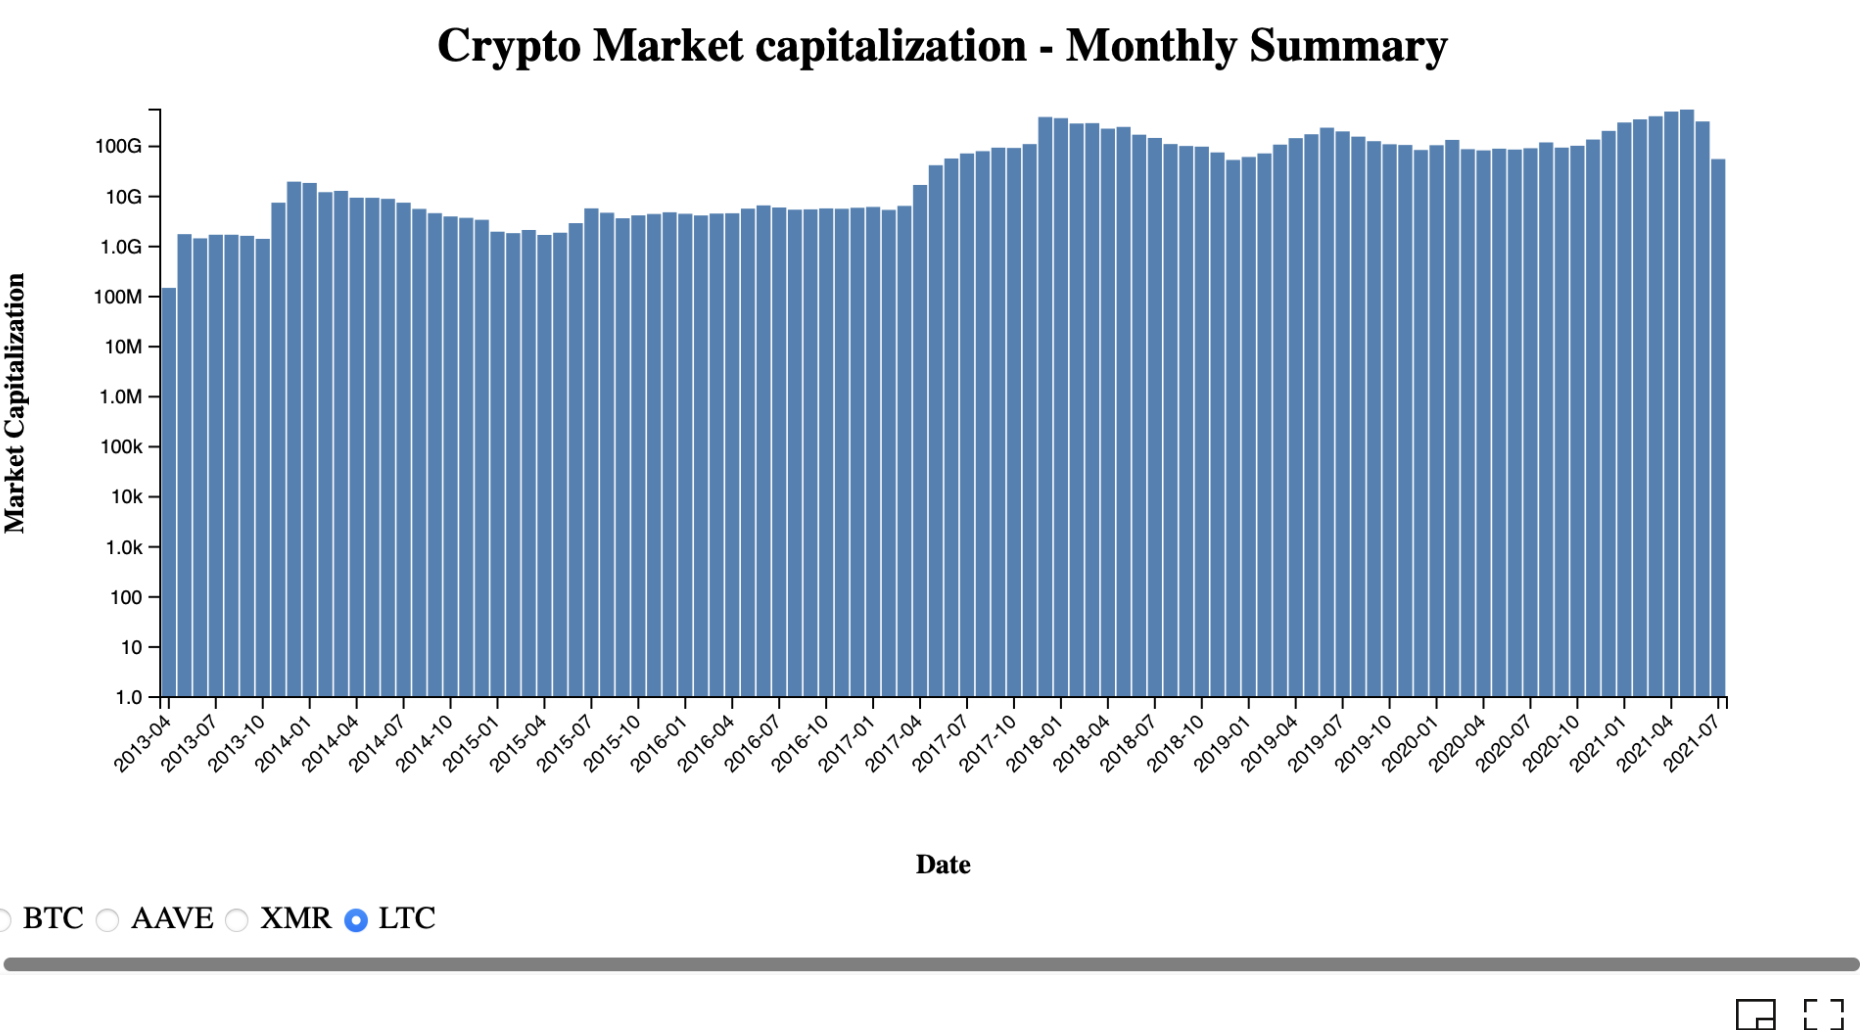 Crypto Market capitalization - Monthly Summary
Market Capitalization
100G
10G
1.0G
100M
10M
1.0M
100k
10k
1.0k
100
10
1.0
2013-04
2013-07
2013-10
2014-01
2014-04
2014-07
2014-10
2015-01
2015-04
2015-07
2015-10
2016-01
2016-04
2016-07
2016-10
2017-01
2017-04
2017-07
2017-10
2018-01
2018-04
2018-07
2018-10
2019-01
2019-04
2019-07
2019-10
2020-01
2020-04
2020-07
2020-10
2021-01
2021-04
2021-07
Date
BTC AAVE XMR LTC